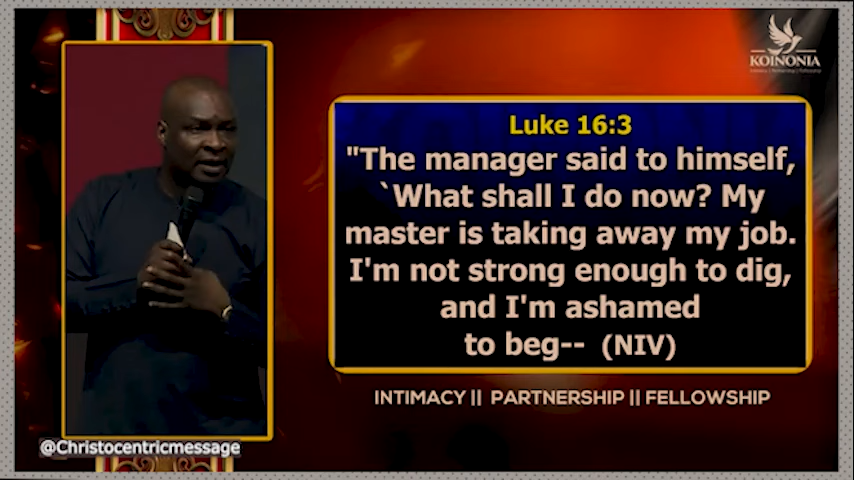 KOINONIA
Luke 16:3
"The manager said to himself,
`What shall I do now? My
master is taking away my job.
I'm not strong enough to dig,
and I'm ashamed
to beg-- (NIV)
INTIMACY || PARTNERSHIP || FELLOWSHIP
@Christocentricmessage